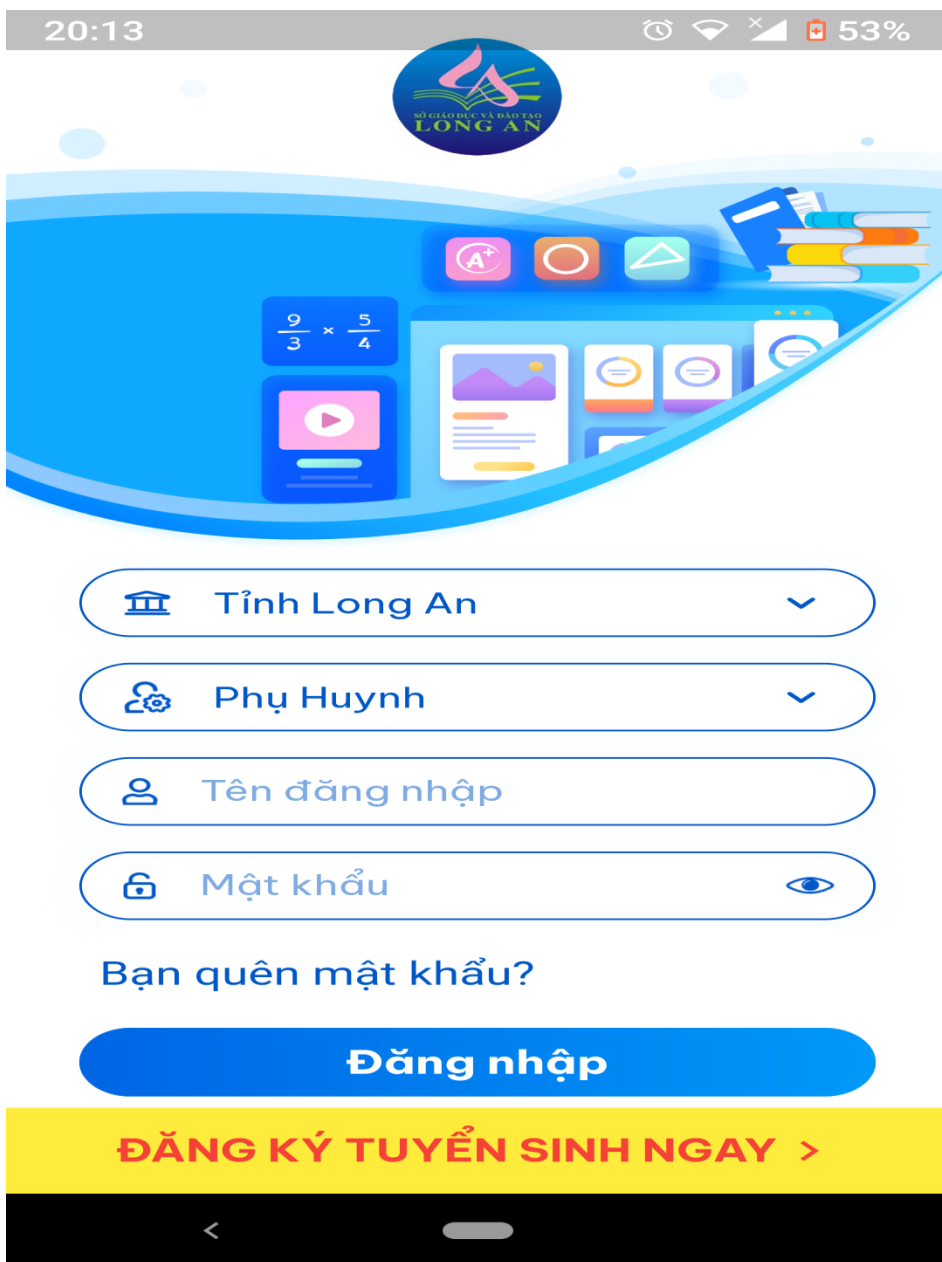 20:13
53%
SỞ GIÁO DỤC VÀ ĐÀO TẠO
LONG AN
A+
9/3 × 5/4
Tỉnh Long An
Phụ Huynh
Tên đăng nhập
Mật khẩu
Bạn quên mật khẩu?
Đăng nhập
ĐĂNG KÝ TUYỂN SINH NGAY >